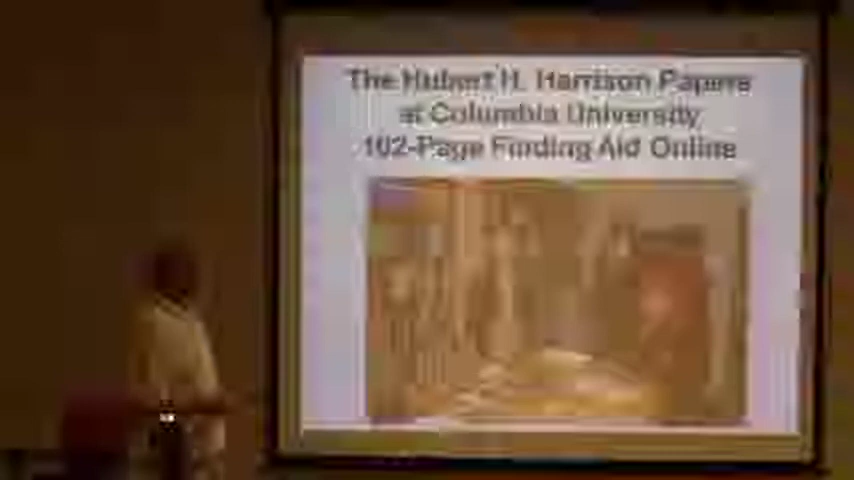 The Hubert H. Harrison Papers
at Columbia University
102-Page Finding Aid Online